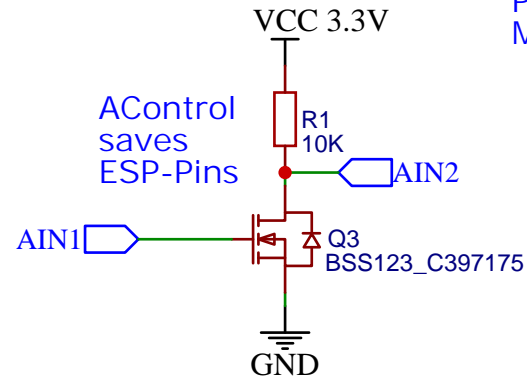 VCC 3.3V
P
M
AControl
saves
ESP-Pins
R1
10K
AIN2
AIN1
Q3
BSS123_C397175
GND